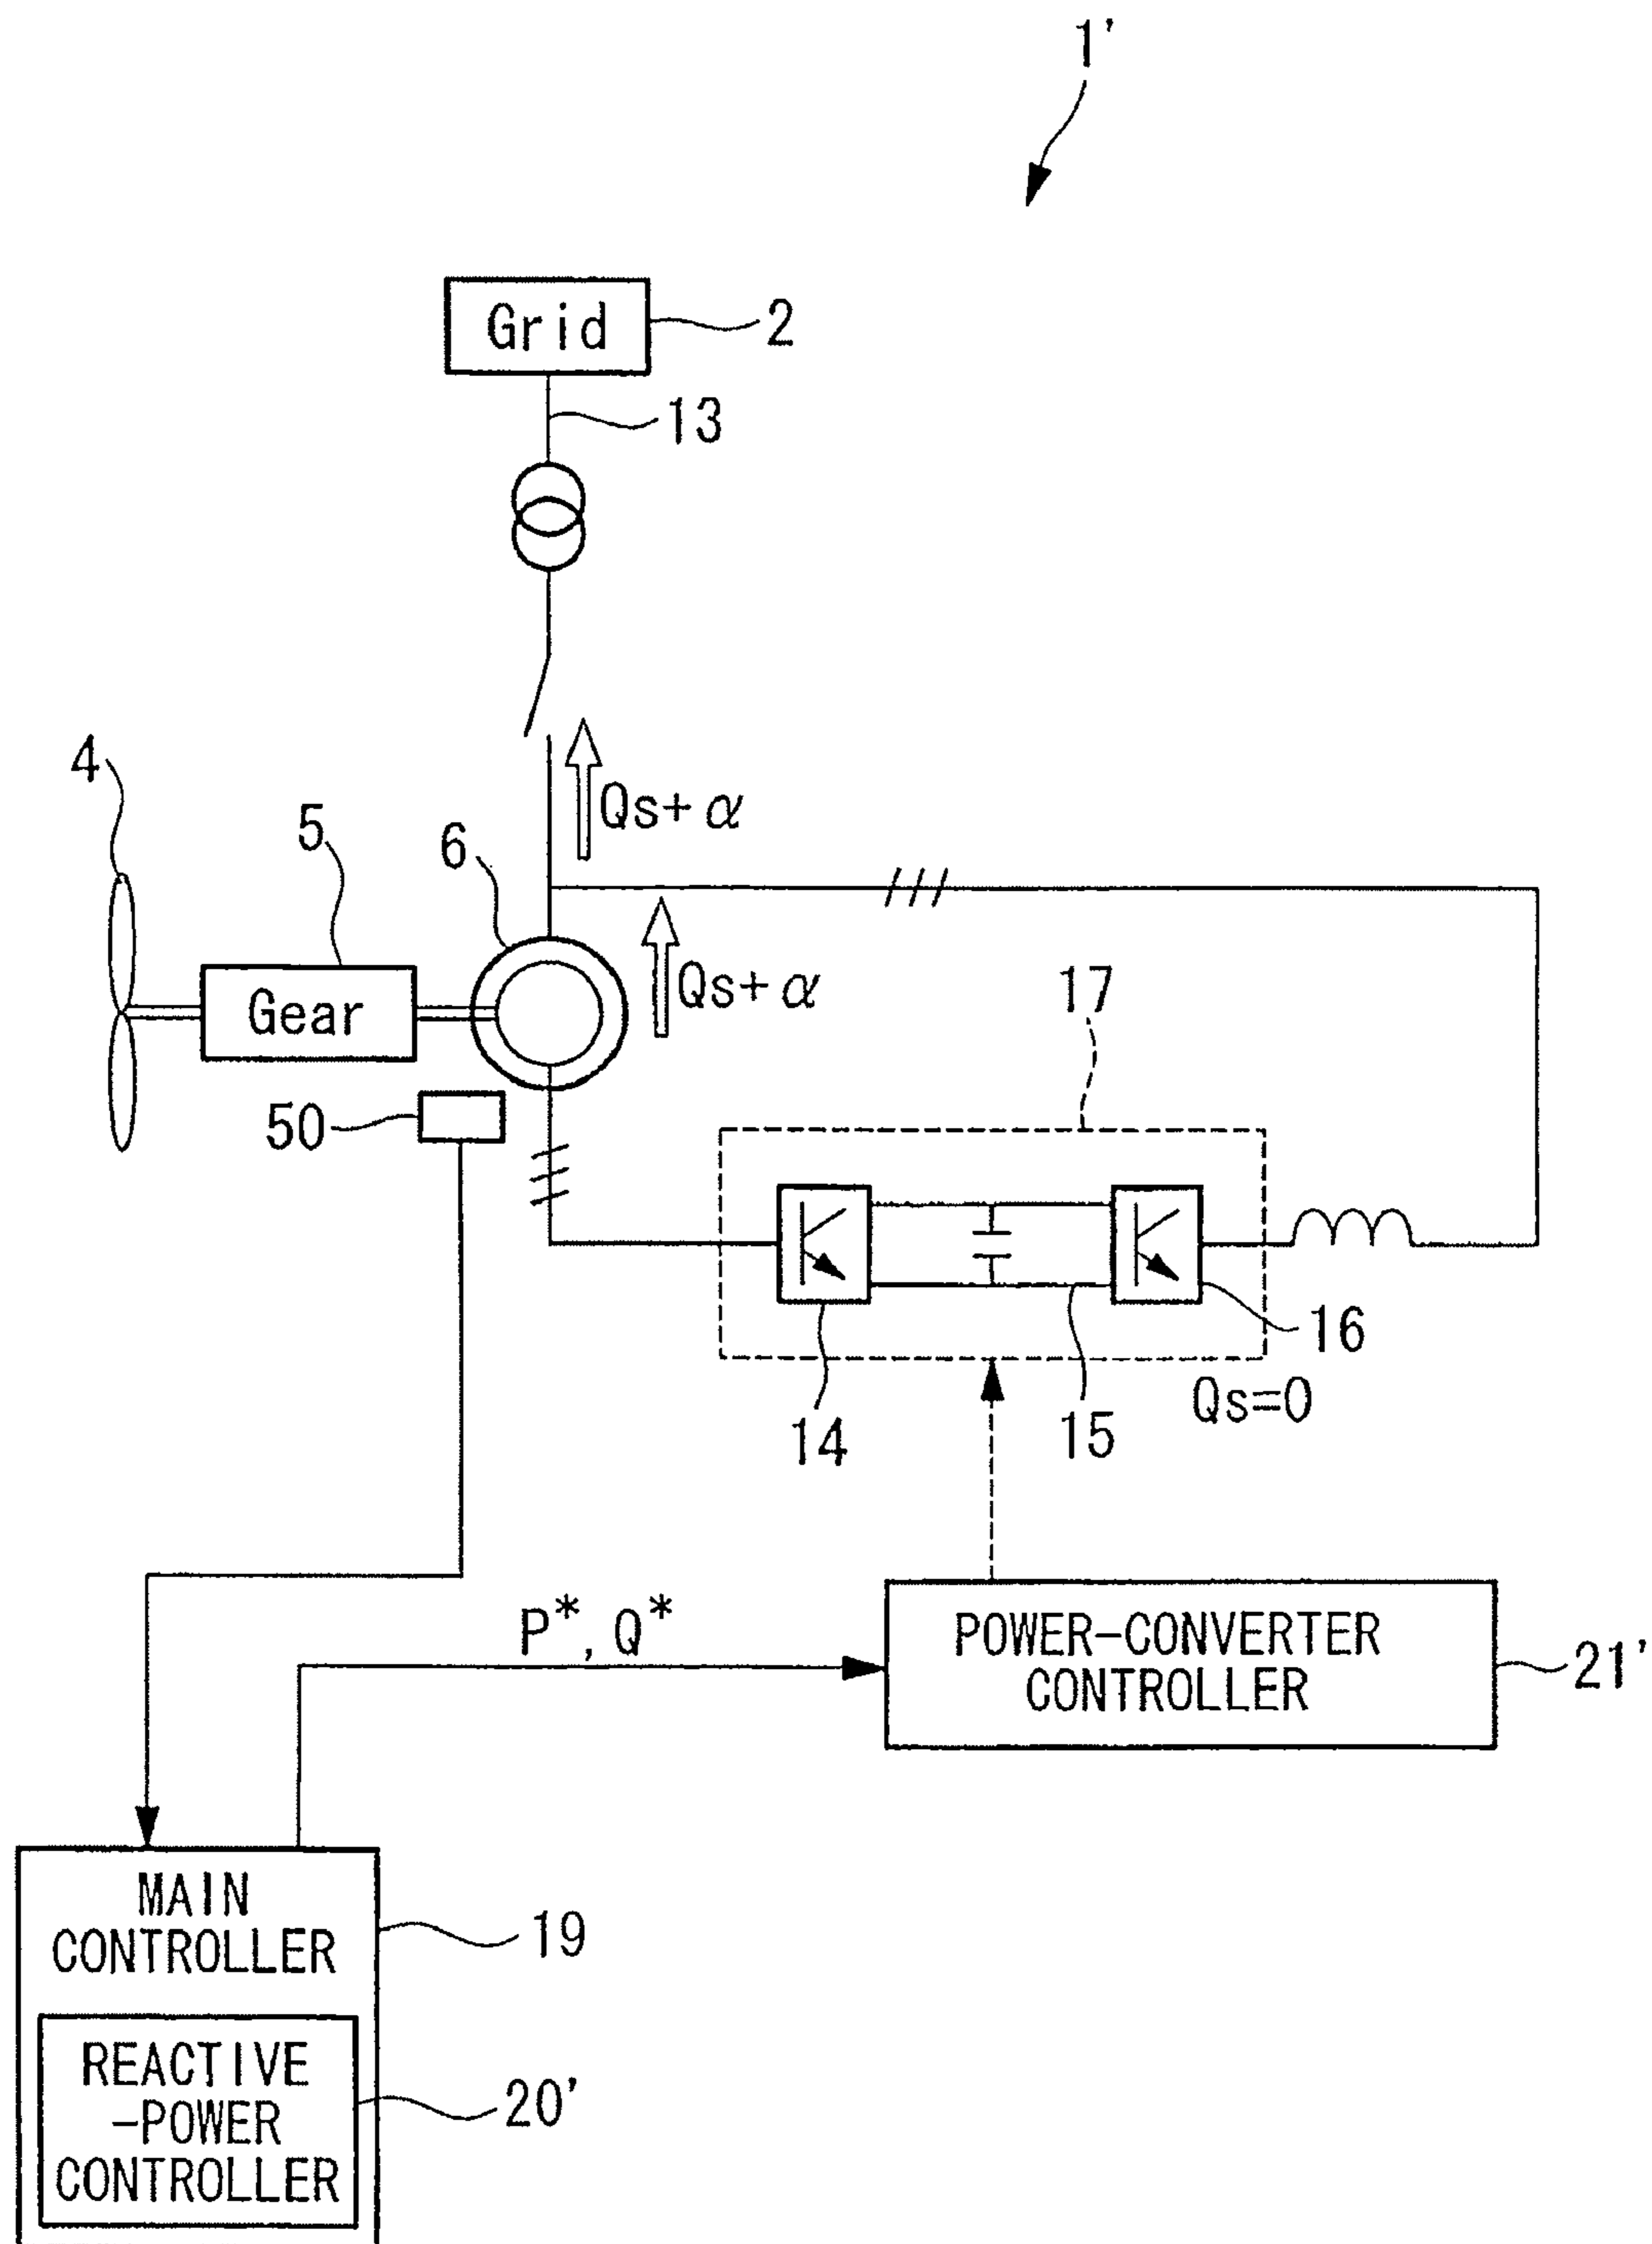 1'
Grid
2
13
4
5
6
Qs+α
Gear
Qs+α
17
50
14
15
16
Qs=0
P*, Q*
POWER-CONVERTER
CONTROLLER
21'
MAIN
CONTROLLER
19
REACTIVE
-POWER
CONTROLLER
20'